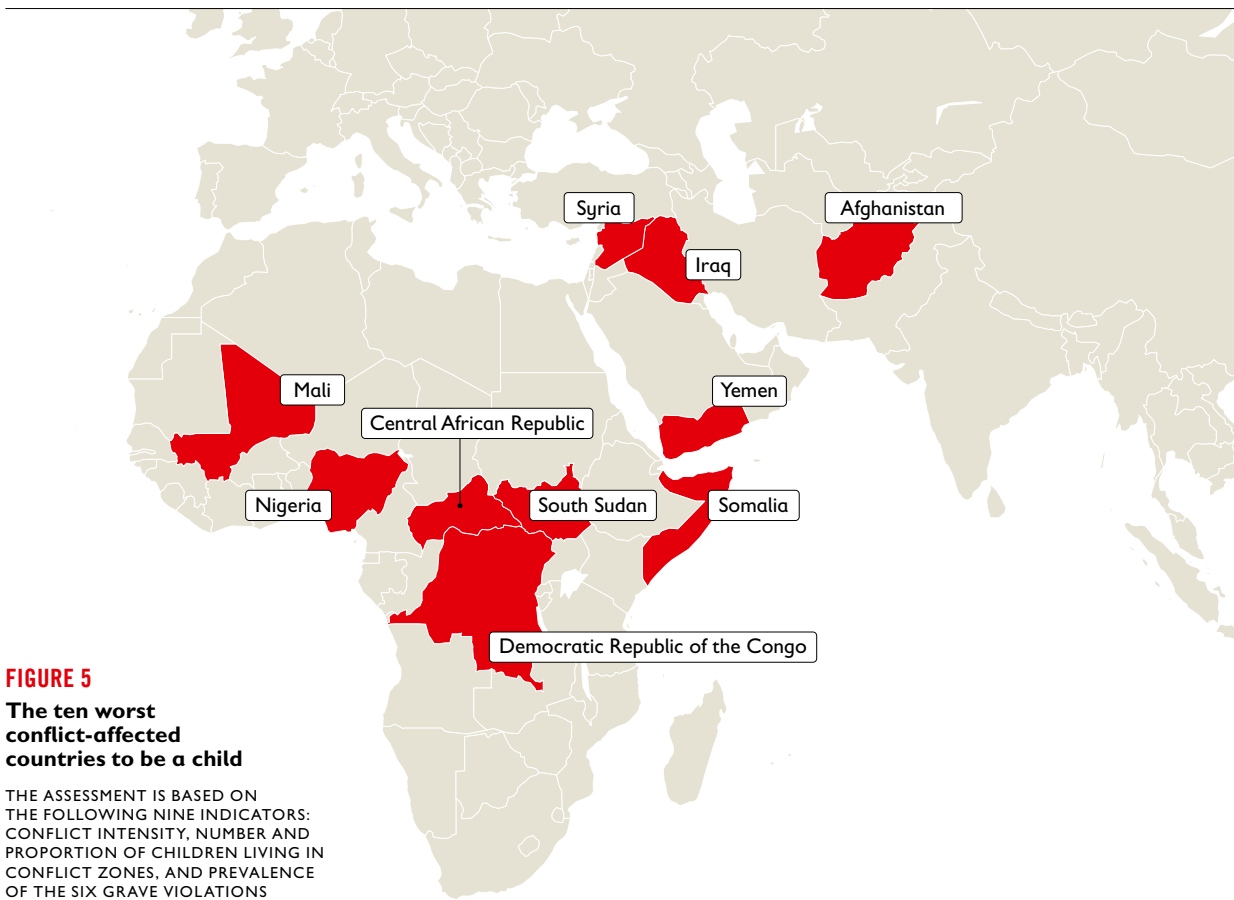 Syria
Afghanistan
Iraq
Mali
Yemen
Central African Republic
Nigeria
South Sudan
Somalia
Democratic Republic of the Congo
FIGURE 5
The ten worst
conflict-affected
countries to be a child
THE ASSESSMENT IS BASED ON
THE FOLLOWING NINE INDICATORS:
CONFLICT INTENSITY, NUMBER AND
PROPORTION OF CHILDREN LIVING IN
CONFLICT ZONES, AND PREVALENCE
OF THE SIX GRAVE VIOLATIONS